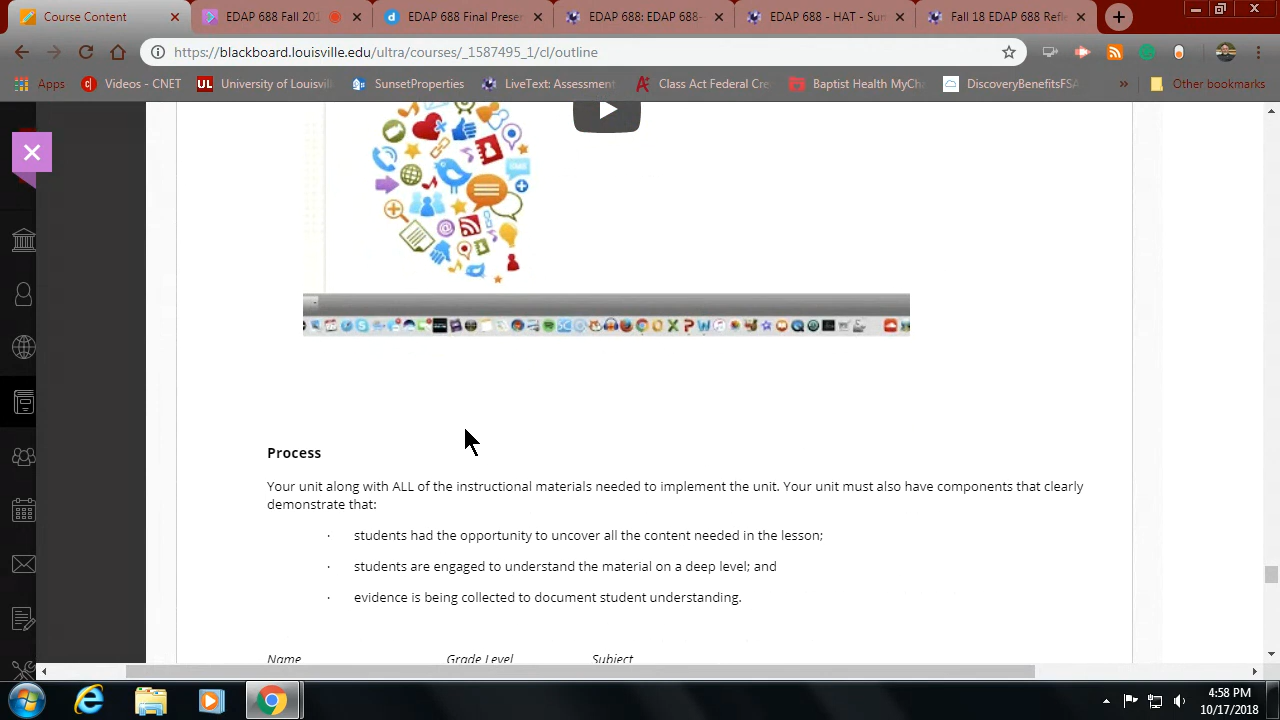 Course Content
EDAP 688 Fall 201
EDAP 688 Final Presen
EDAP 688: EDAP 688-
EDAP 688 - HAT - Sum
Fall 18 EDAP 688 Refle
https://blackboard.louisville.edu/ultra/courses/_1587495_1/cl/outline
Apps
Videos - CNET
University of Louisvil
SunsetProperties
LiveText: Assessment
Class Act Federal Cre
Baptist Health MyCh
DiscoveryBenefitsFSA
Other bookmarks
Process
Your unit along with ALL of the instructional materials needed to implement the unit. Your unit must also have components that clearly
demonstrate that:
· students had the opportunity to uncover all the content needed in the lesson;
· students are engaged to understand the material on a deep level; and
· evidence is being collected to document student understanding.
Name Grade Level Subject
4:58 PM
10/17/2018